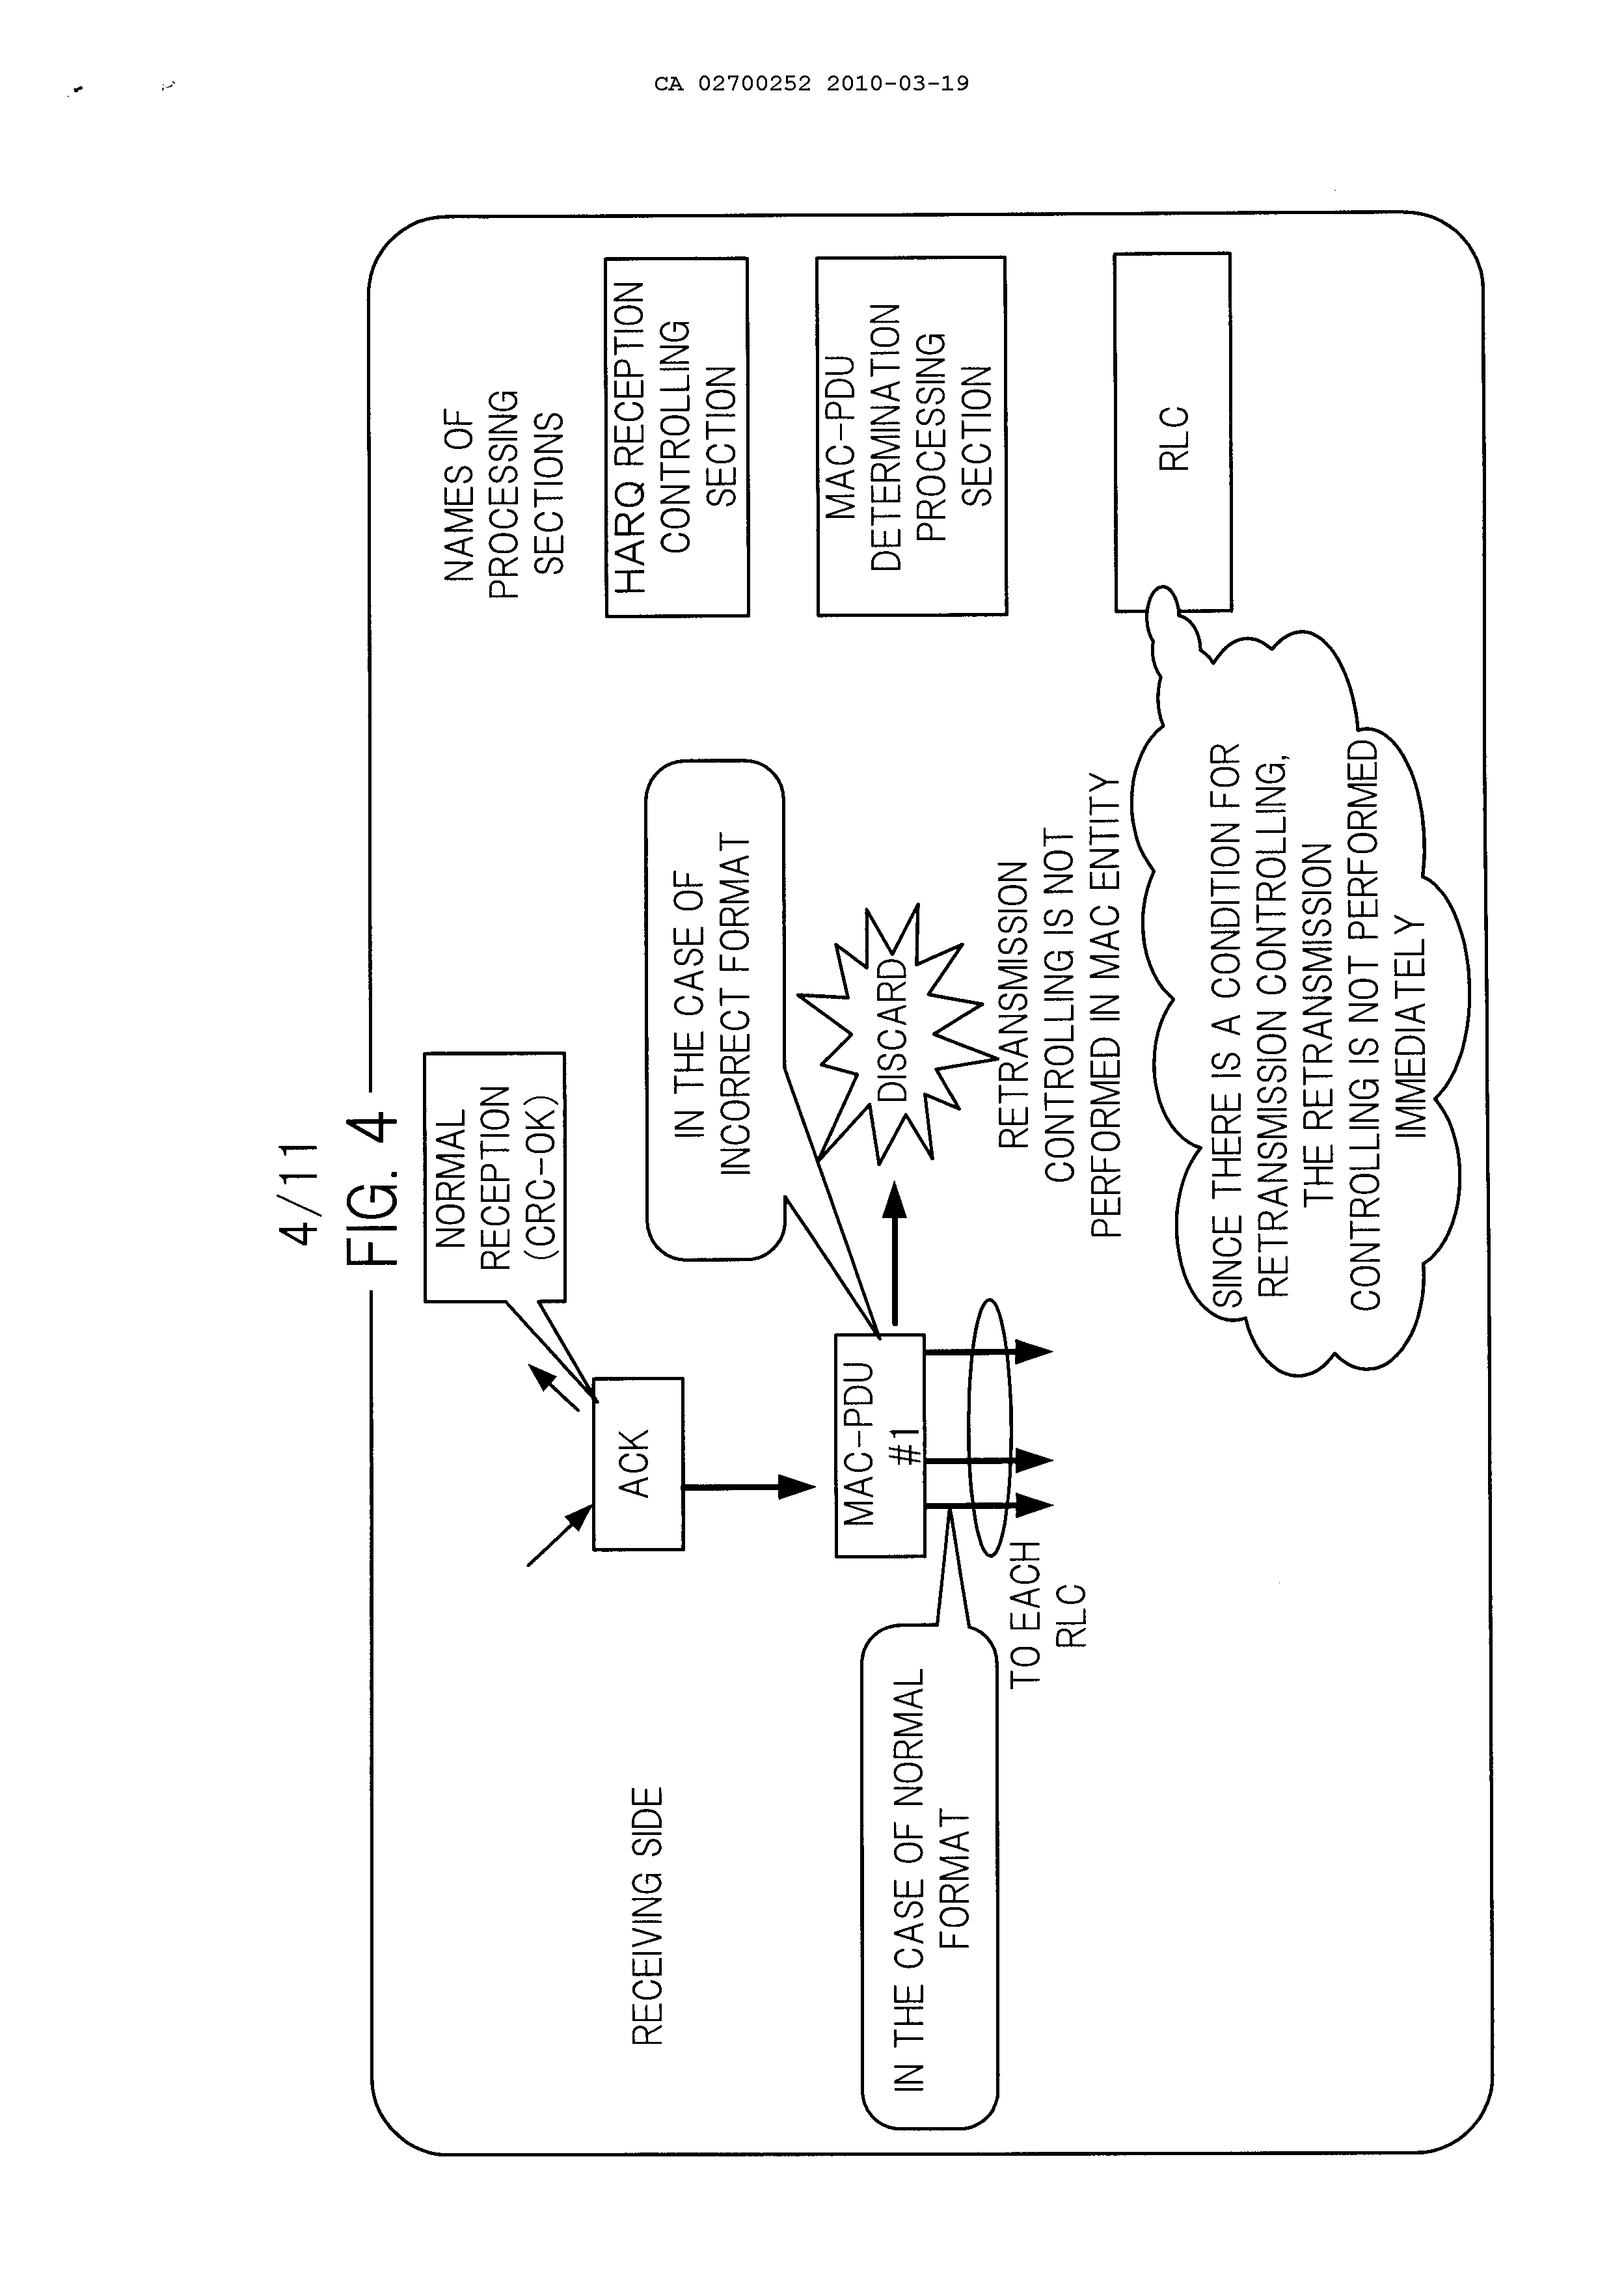 CA 02700252 2010-03-19
4/11
FIG. 4
NORMAL
RECEPTION
(CRC-OK)
NAMES OF
PROCESSING
SECTIONS
RECEIVING SIDE
ACK
IN THE CASE OF
INCORRECT FORMAT
HARQ RECEPTION
CONTROLLING
SECTION
IN THE CASE OF NORMAL
FORMAT
MAC-PDU
#1
DISCARD
MAC-PDU
DETERMINATION
PROCESSING
SECTION
TO EACH
RLC
RETRANSMISSION
CONTROLLING IS NOT
PERFORMED IN MAC ENTITY
RLC
SINCE THERE IS A CONDITION FOR
RETRANSMISSION CONTROLLING,
THE RETRANSMISSION
CONTROLLING IS NOT PERFORMED
IMMEDIATELY